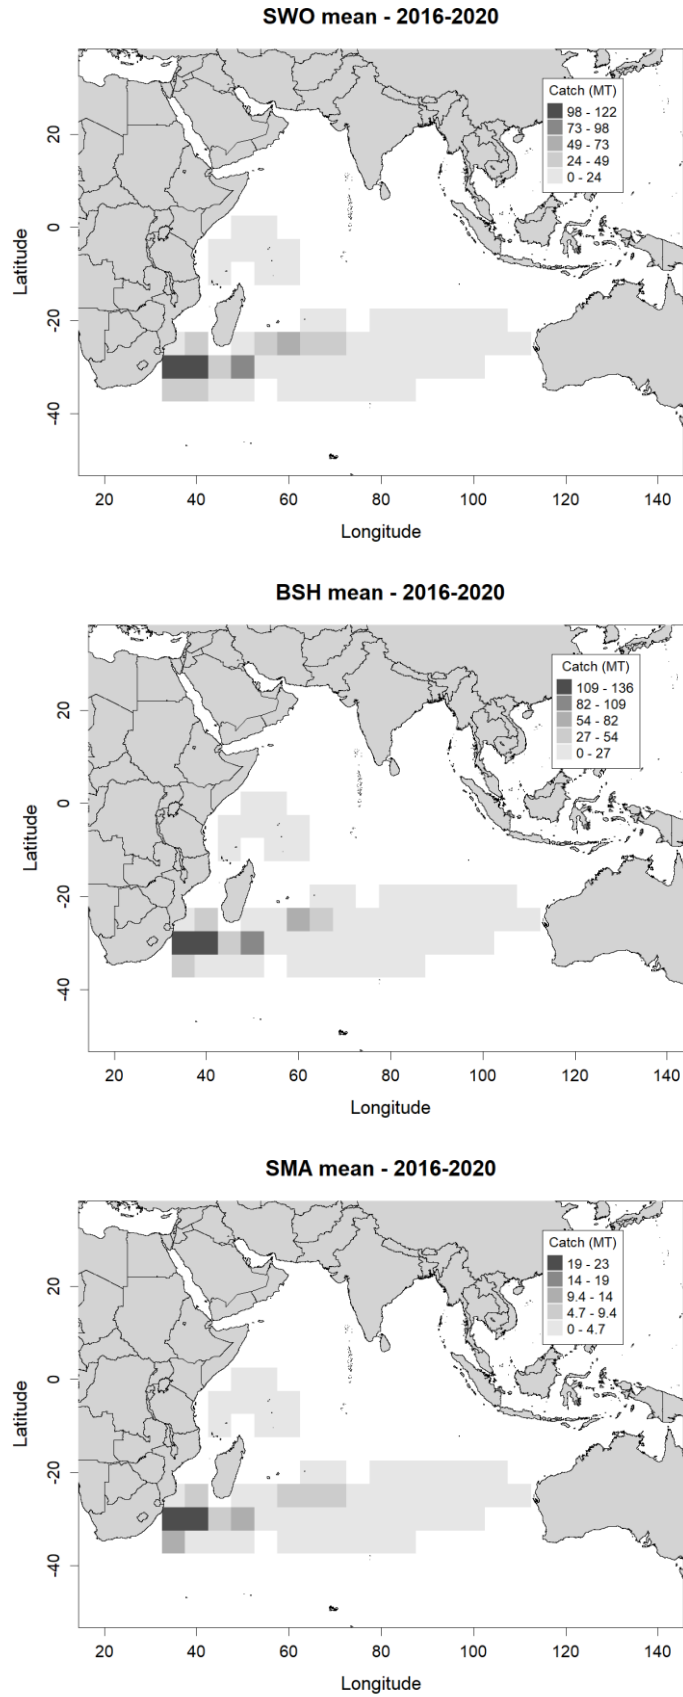 SWO mean - 2016-2020
Catch (MT)
98 - 122
73 - 98
49 - 73
24 - 49
0 - 24
20
0
-20
-40
Latitude
20 40 60 80 100 120 140
Longitude
BSH mean - 2016-2020
Catch (MT)
109 - 136
82 - 109
54 - 82
27 - 54
0 - 27
20
0
-20
-40
Latitude
20 40 60 80 100 120 140
Longitude
SMA mean - 2016-2020
Catch (MT)
19 - 23
14 - 19
9.4 - 14
4.7 - 9.4
0 - 4.7
20
0
-20
-40
Latitude
20 40 60 80 100 120 140
Longitude